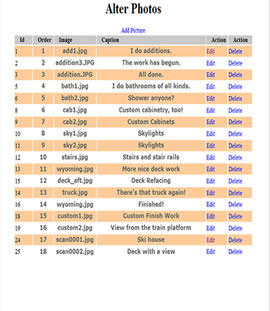 Alter Photos
Add Picture
Id Order Image Caption Action Action
1 1 add1.jpg I do additions. Edit Delete
2 2 addition3.JPG The work has begun. Edit Delete
3 3 addition.JPG All done. Edit Delete
4 4 bath1.jpg I do bathrooms of all kinds. Edit Delete
5 5 bath2.jpg Shower anyone? Edit Delete
6 6 cab1.jpg Custom cabinetry, too! Edit Delete
9 7 cab2.jpg Custom Cabinets Edit Delete
10 8 sky1.jpg Skylights Edit Delete
11 9 sky2.jpg Skylights Edit Delete
12 10 stairs.jpg Stairs and stair rails Edit Delete
13 11 wyoming.jpg More nice deck work Edit Delete
15 12 deck_aft.jpg Deck Refacing Edit Delete
14 13 truck.jpg There's that truck again! Edit Delete
16 14 wyoming.jpg Finished! Edit Delete
18 15 custom1.jpg Custom Finish Work Edit Delete
19 16 custom2.jpg View from the train platform Edit Delete
24 17 scan0001.jpg Ski house Edit Delete
25 18 scan0002.jpg Deck with a view Edit Delete